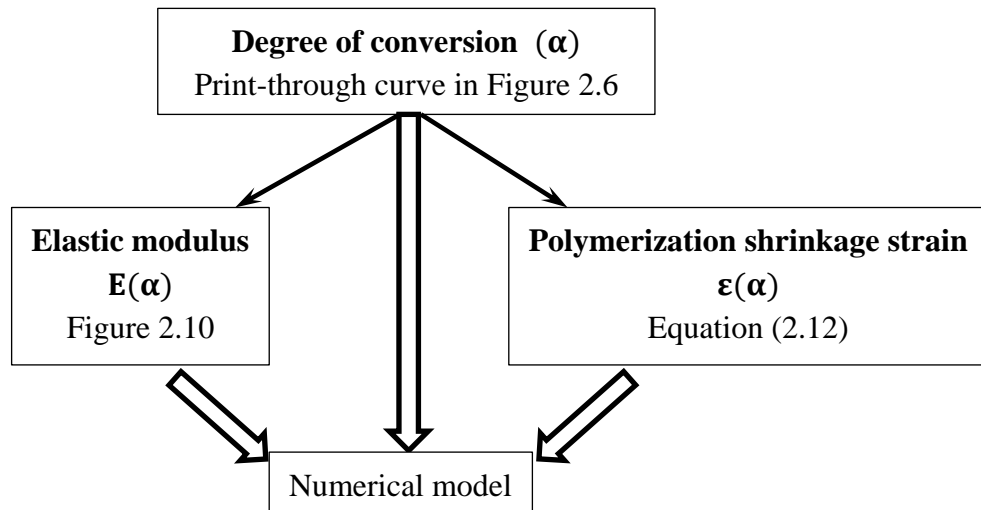 Degree of conversion (α)
Print-through curve in Figure 2.6
Elastic modulus
E(α)
Figure 2.10
Polymerization shrinkage strain
ε(α)
Equation (2.12)
Numerical model